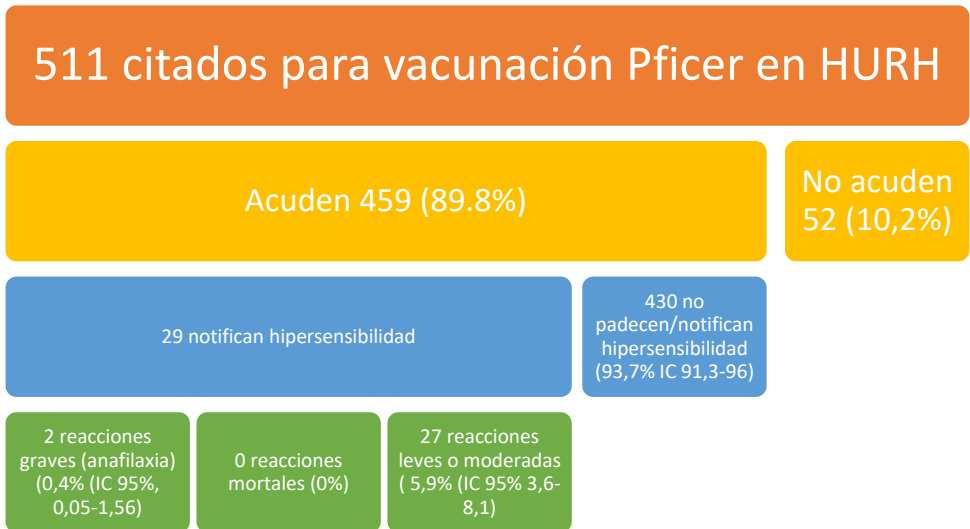 511 citados para vacunación Pficer en HURH
Acuden 459 (89.8%)
No acuden
52 (10,2%)
29 notifican hipersensibilidad
430 no
padecen/notifican
hipersensibilidad
(93,7% IC 91,3-96)
2 reacciones
graves (anafilaxia)
(0,4% (IC 95%,
0,05-1,56)
0 reacciones
mortales (0%)
27 reacciones
leves o moderadas
( 5,9% (IC 95% 3,6-
8,1)